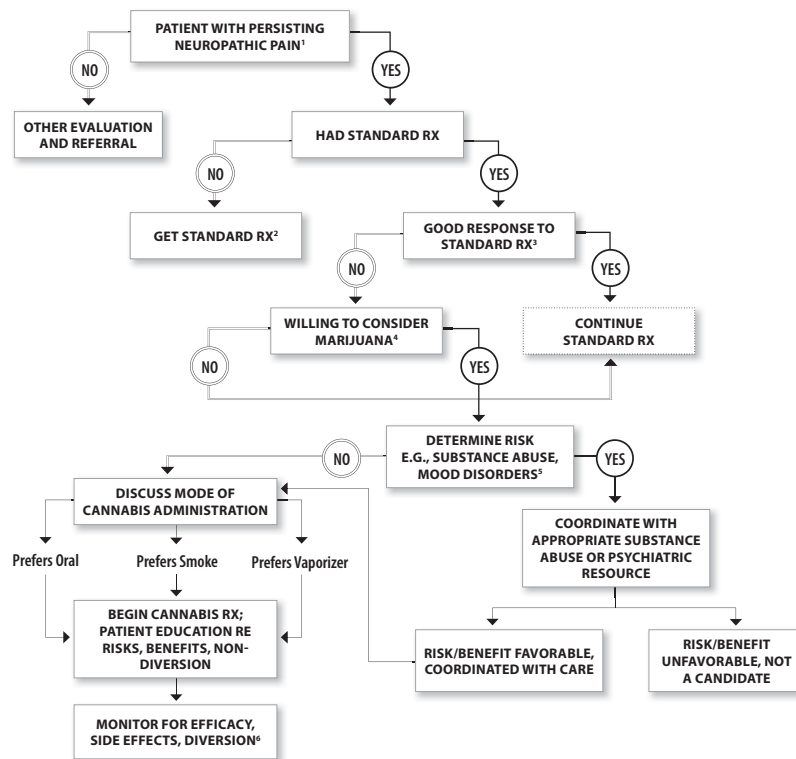 PATIENT WITH PERSISTING
NEUROPATHIC PAIN¹
NO
YES
OTHER EVALUATION
AND REFERRAL
HAD STANDARD RX
NO
YES
GET STANDARD RX²
GOOD RESPONSE TO
STANDARD RX³
NO
YES
WILLING TO CONSIDER
MARIJUANA⁴
CONTINUE
STANDARD RX
NO
YES
DETERMINE RISK
E.G., SUBSTANCE ABUSE,
MOOD DISORDERS⁵
NO
YES
DISCUSS MODE OF
CANNABIS ADMINISTRATION
COORDINATE WITH
APPROPRIATE SUBSTANCE
ABUSE OR PSYCHIATRIC
RESOURCE
Prefers Oral
Prefers Smoke
Prefers Vaporizer
BEGIN CANNABIS RX;
PATIENT EDUCATION RE
RISKS, BENEFITS, NON-
DIVERSION
RISK/BENEFIT FAVORABLE,
COORDINATED WITH CARE
RISK/BENEFIT
UNFAVORABLE, NOT
A CANDIDATE
MONITOR FOR EFFICACY,
SIDE EFFECTS, DIVERSION⁶